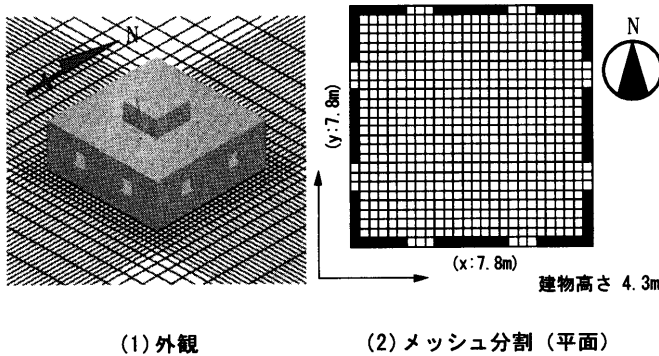 N
N
(y:7.8m)
(x:7.8m)
建物高さ 4.3m
(1)外観
(2)メッシュ分割（平面）